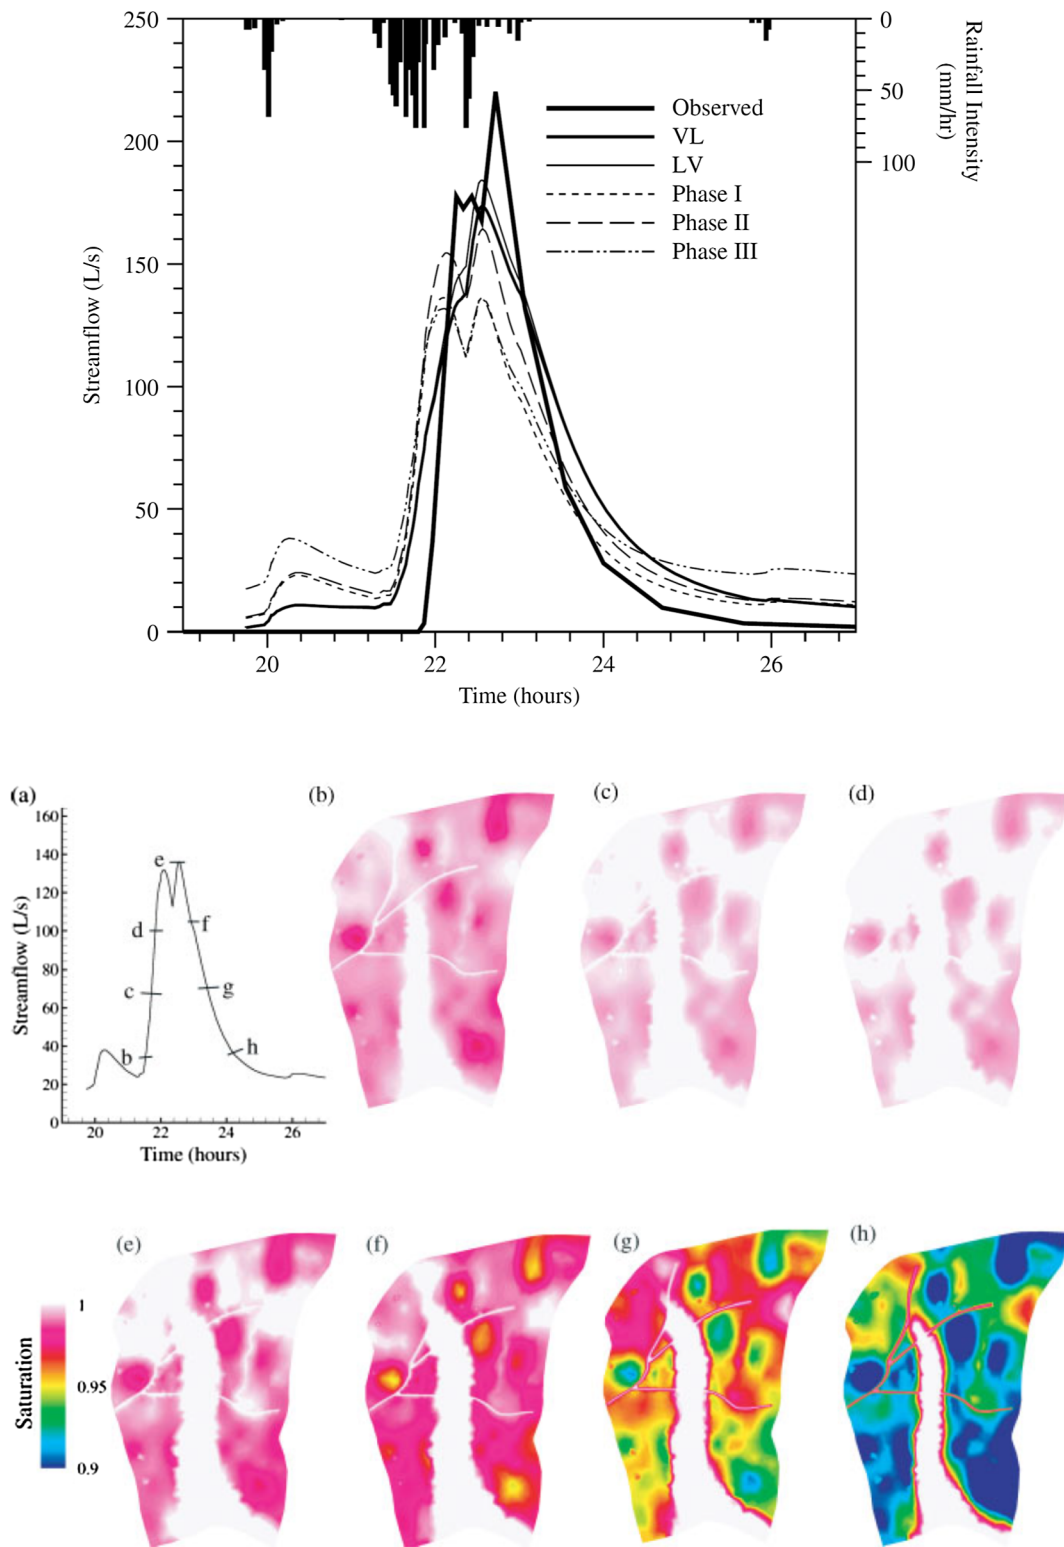 250
200
150
100
50
0
Streamflow (L/s)
20
22
24
26
Time (hours)
0
50
100
Rainfall Intensity
(mm/hr)
Observed
VL
LV
Phase I
Phase II
Phase III
(a)
160
140
120
100
80
60
40
20
0
Streamflow (L/s)
20
22
24
26
Time (hours)
b
c
d
e
f
g
h
(b)
(c)
(d)
(e)
(f)
(g)
(h)
Saturation
1
0.95
0.9